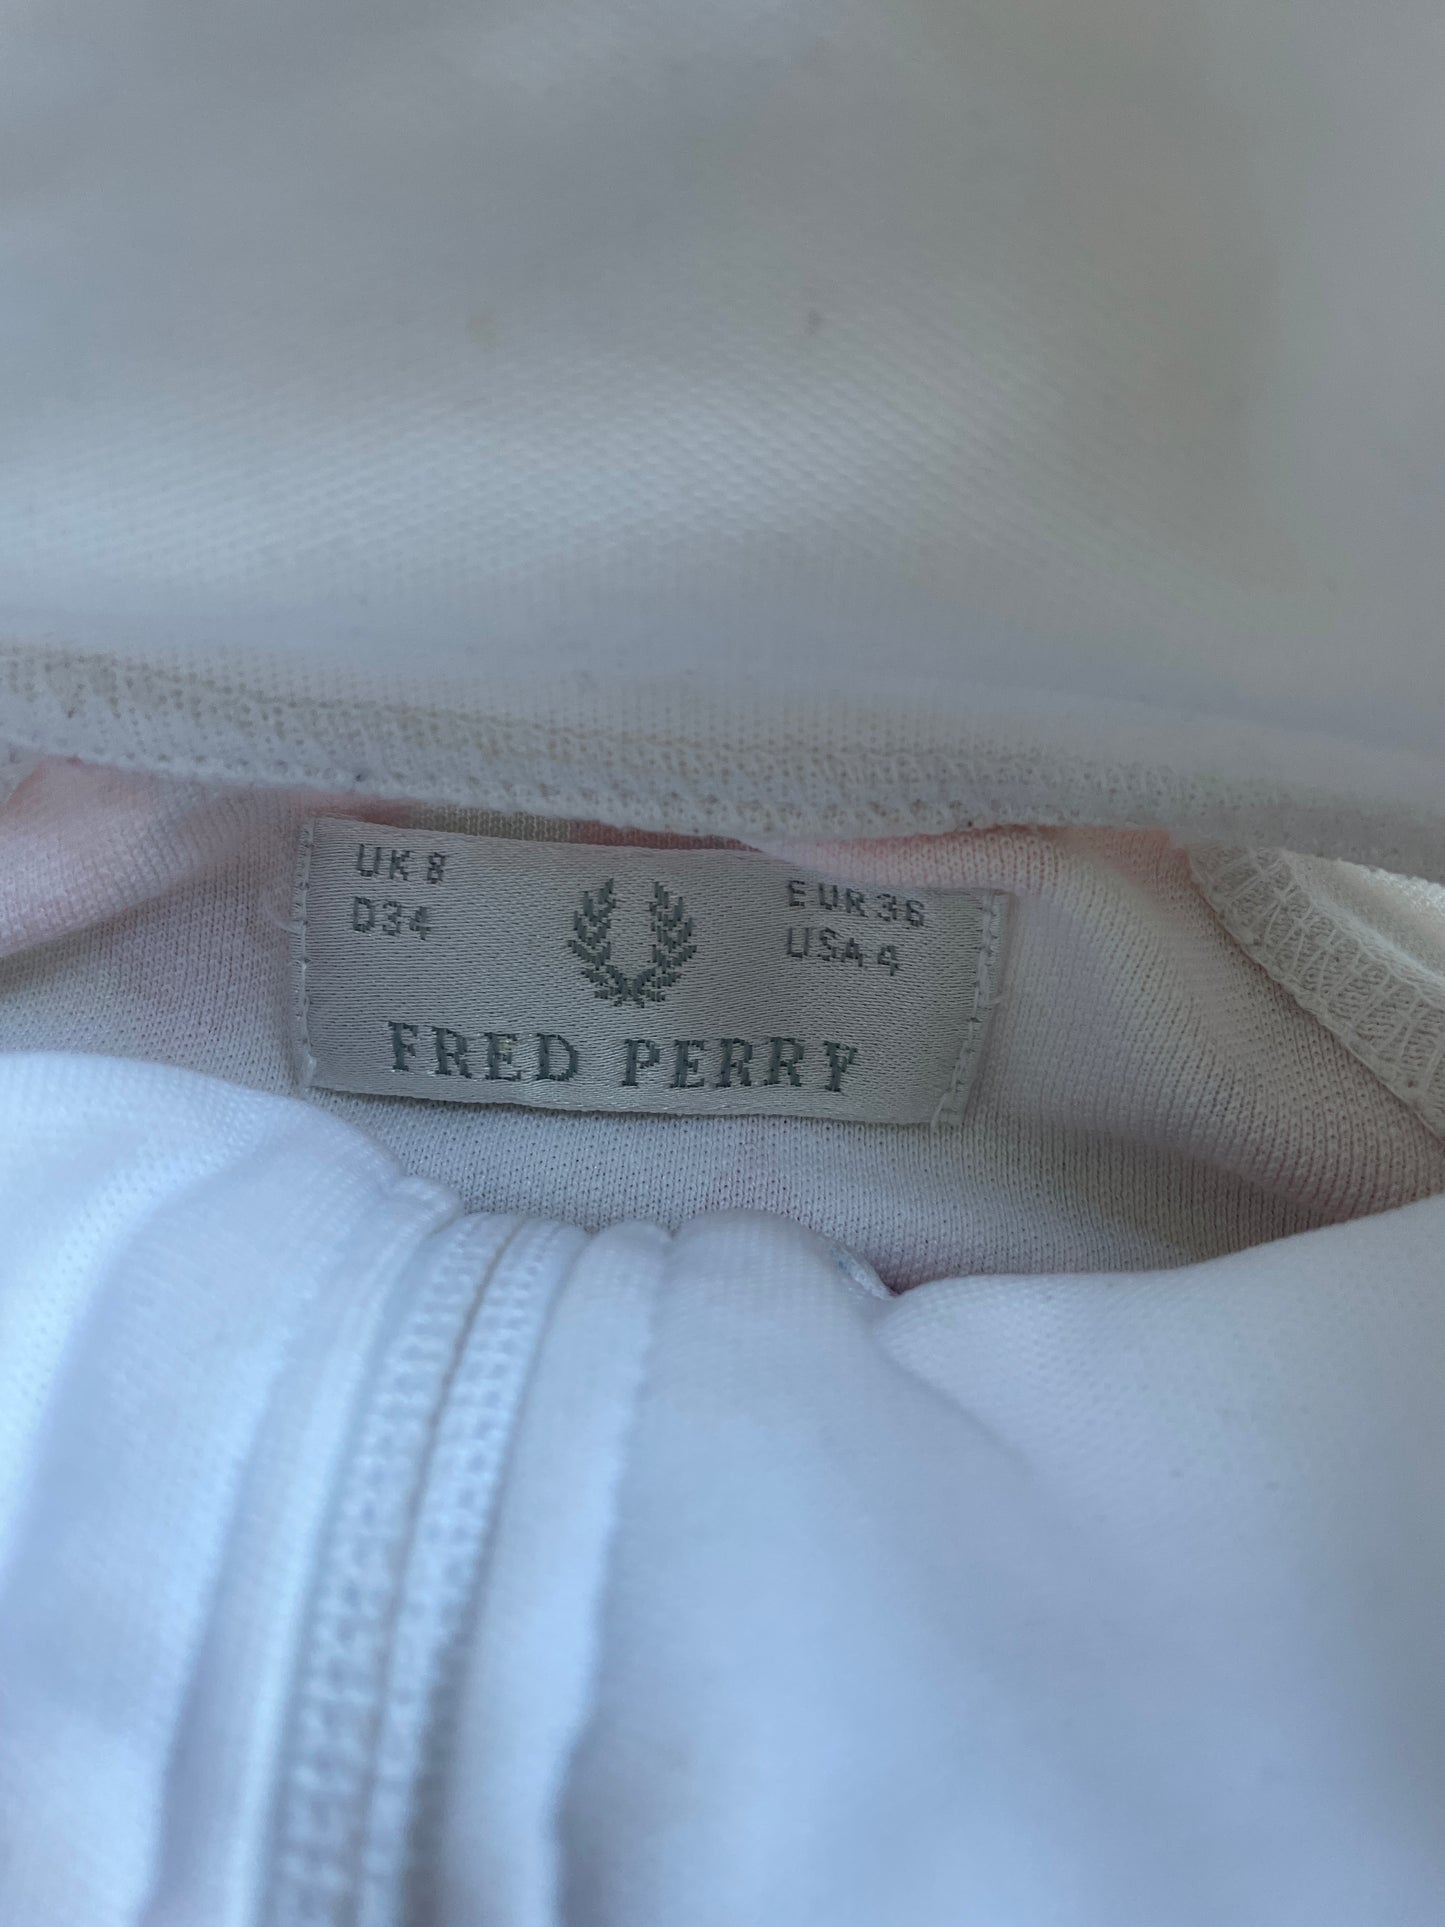 UK 8
D34
EUR 36
USA 4
FRED PERRY